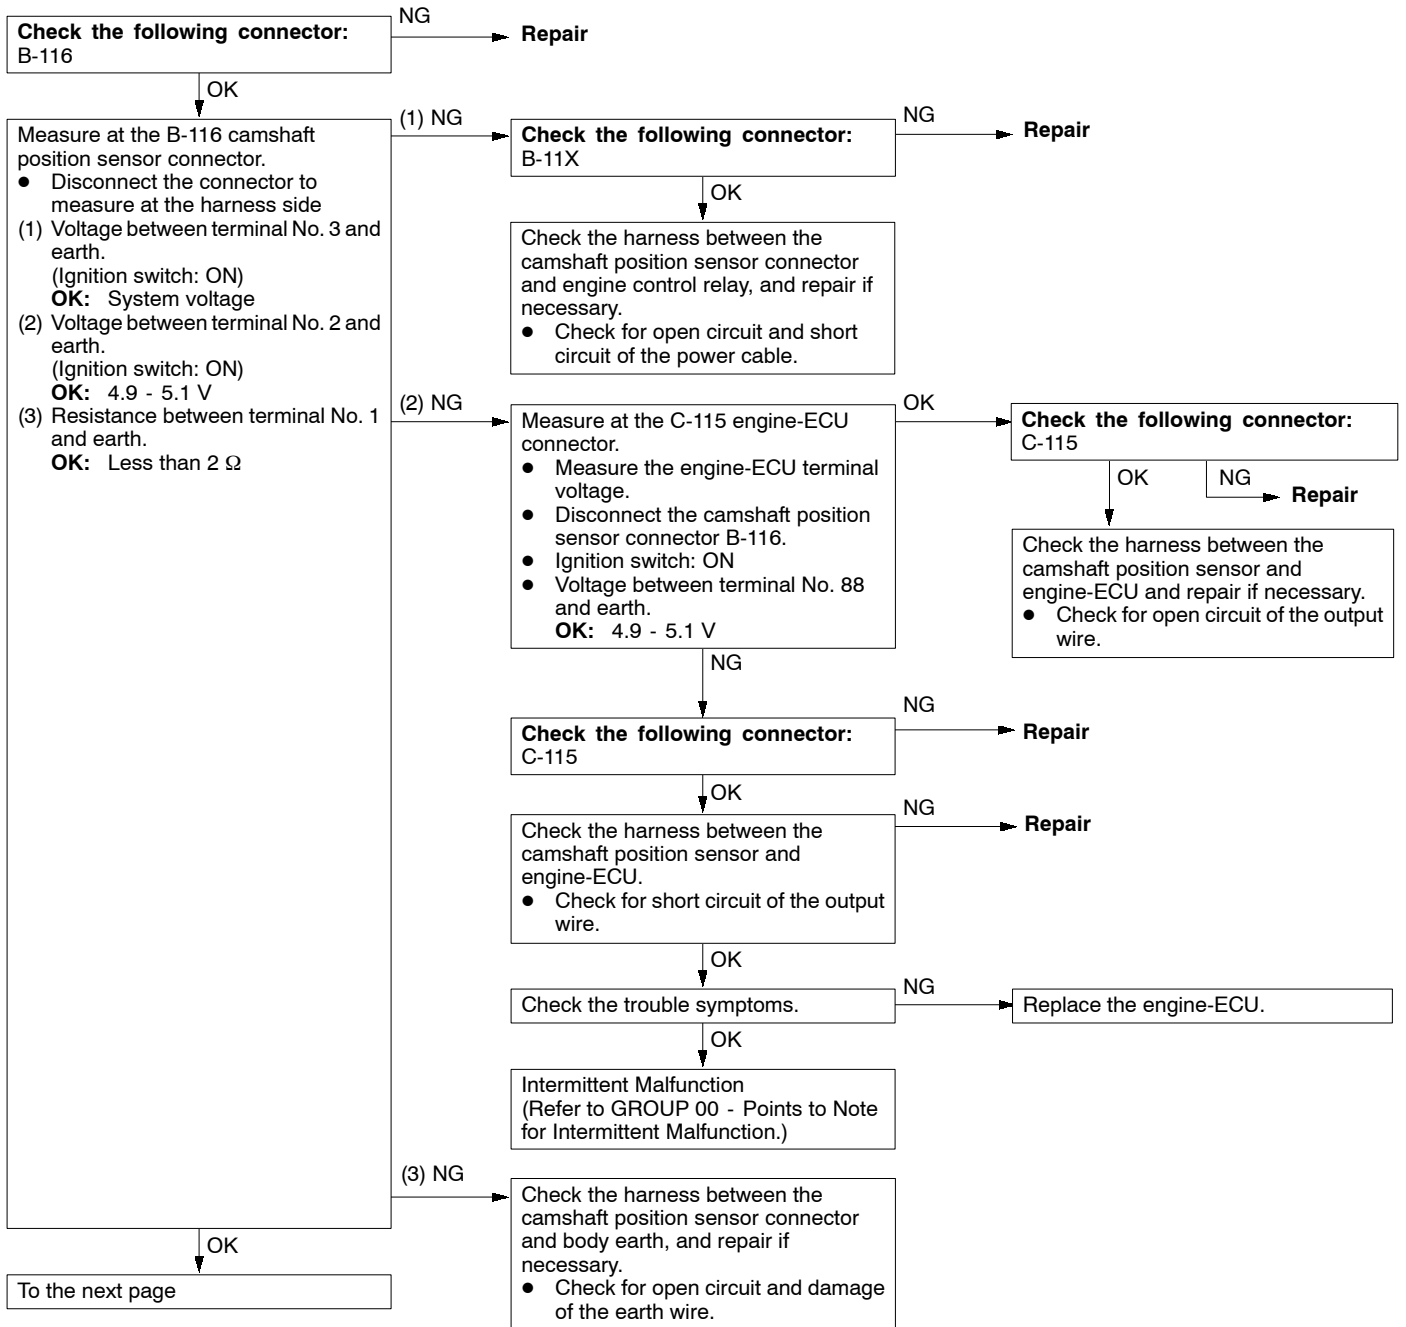 Check the following connector:
B-116
NG
Repair
OK
Measure at the B-116 camshaft
position sensor connector.
● Disconnect the connector to
measure at the harness side
(1) Voltage between terminal No. 3 and
earth.
(Ignition switch: ON)
OK: System voltage
(2) Voltage between terminal No. 2 and
earth.
(Ignition switch: ON)
OK: 4.9 - 5.1 V
(3) Resistance between terminal No. 1
and earth.
OK: Less than 2 Ω
(1) NG
Check the following connector:
B-11X
NG
Repair
OK
Check the harness between the
camshaft position sensor connector
and engine control relay, and repair if
necessary.
● Check for open circuit and short
circuit of the power cable.
(2) NG
Measure at the C-115 engine-ECU
connector.
● Measure the engine-ECU terminal
voltage.
● Disconnect the camshaft position
sensor connector B-116.
● Ignition switch: ON
● Voltage between terminal No. 88
and earth.
OK: 4.9 - 5.1 V
OK
Check the following connector:
C-115
OK
NG
Repair
Check the harness between the
camshaft position sensor and
engine-ECU and repair if necessary.
● Check for open circuit of the output
wire.
NG
Check the following connector:
C-115
NG
Repair
OK
Check the harness between the
camshaft position sensor and
engine-ECU.
● Check for short circuit of the output
wire.
NG
Repair
OK
Check the trouble symptoms.
NG
Replace the engine-ECU.
OK
Intermittent Malfunction
(Refer to GROUP 00 - Points to Note
for Intermittent Malfunction.)
(3) NG
Check the harness between the
camshaft position sensor connector
and body earth, and repair if
necessary.
● Check for open circuit and damage
of the earth wire.
OK
To the next page